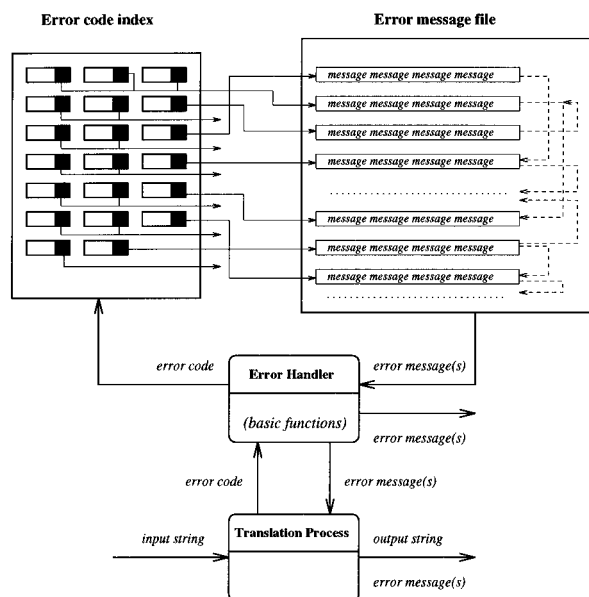 Error code index
Error message file
message message message message
message message message message
message message message message
message message message message
message message message message
message message message message
message message message message
error code
Error Handler
error message(s)
(basic functions)
error message(s)
error code
error message(s)
input string
Translation Process
output string
error message(s)